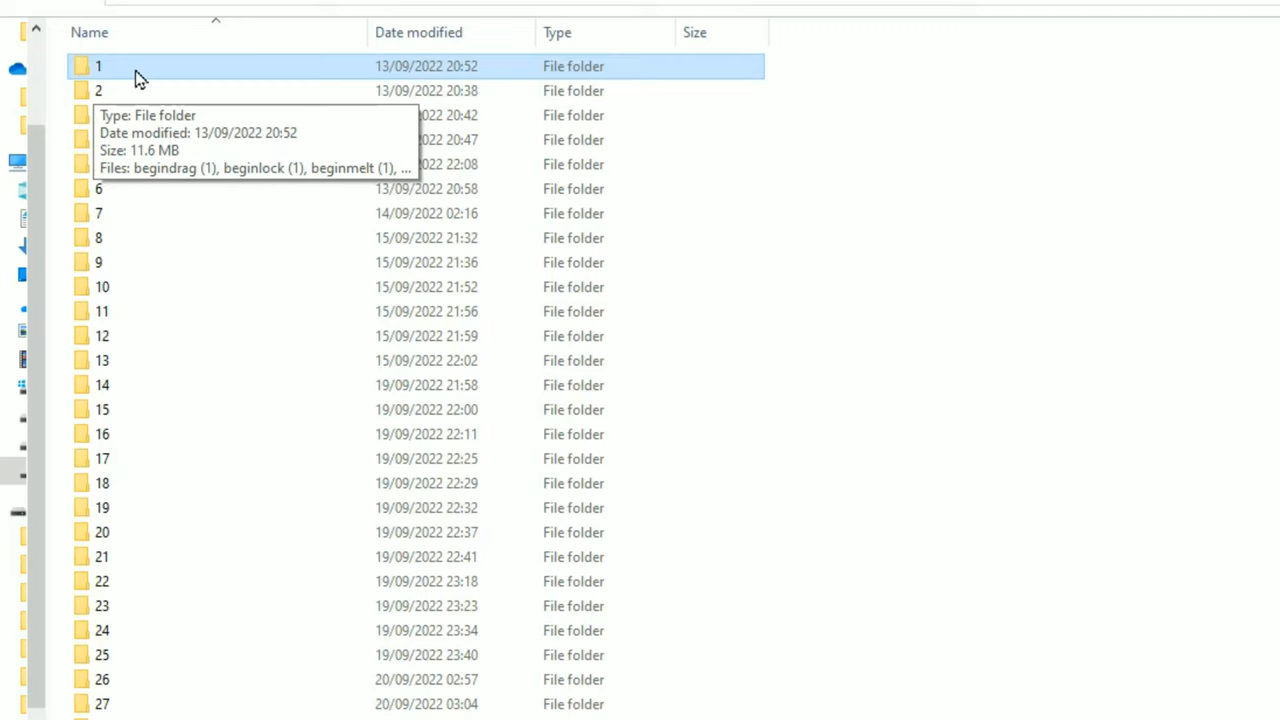 Name Date modified Type Size
1 13/09/2022 20:52 File folder
2 13/09/2022 20:38 File folder
Type: File folder
Date modified: 13/09/2022 20:52
Size: 11.6 MB
Files: begindrag (1), beginlock (1), beginmelt (1), ...
2022 20:42 File folder
2022 20:47 File folder
2022 22:08 File folder
6 13/09/2022 20:58 File folder
7 14/09/2022 02:16 File folder
8 15/09/2022 21:32 File folder
9 15/09/2022 21:36 File folder
10 15/09/2022 21:52 File folder
11 15/09/2022 21:56 File folder
12 15/09/2022 21:59 File folder
13 15/09/2022 22:02 File folder
14 19/09/2022 21:58 File folder
15 19/09/2022 22:00 File folder
16 19/09/2022 22:11 File folder
17 19/09/2022 22:25 File folder
18 19/09/2022 22:29 File folder
19 19/09/2022 22:32 File folder
20 19/09/2022 22:37 File folder
21 19/09/2022 22:41 File folder
22 19/09/2022 23:18 File folder
23 19/09/2022 23:23 File folder
24 19/09/2022 23:34 File folder
25 19/09/2022 23:40 File folder
26 20/09/2022 02:57 File folder
27 20/09/2022 03:04 File folder